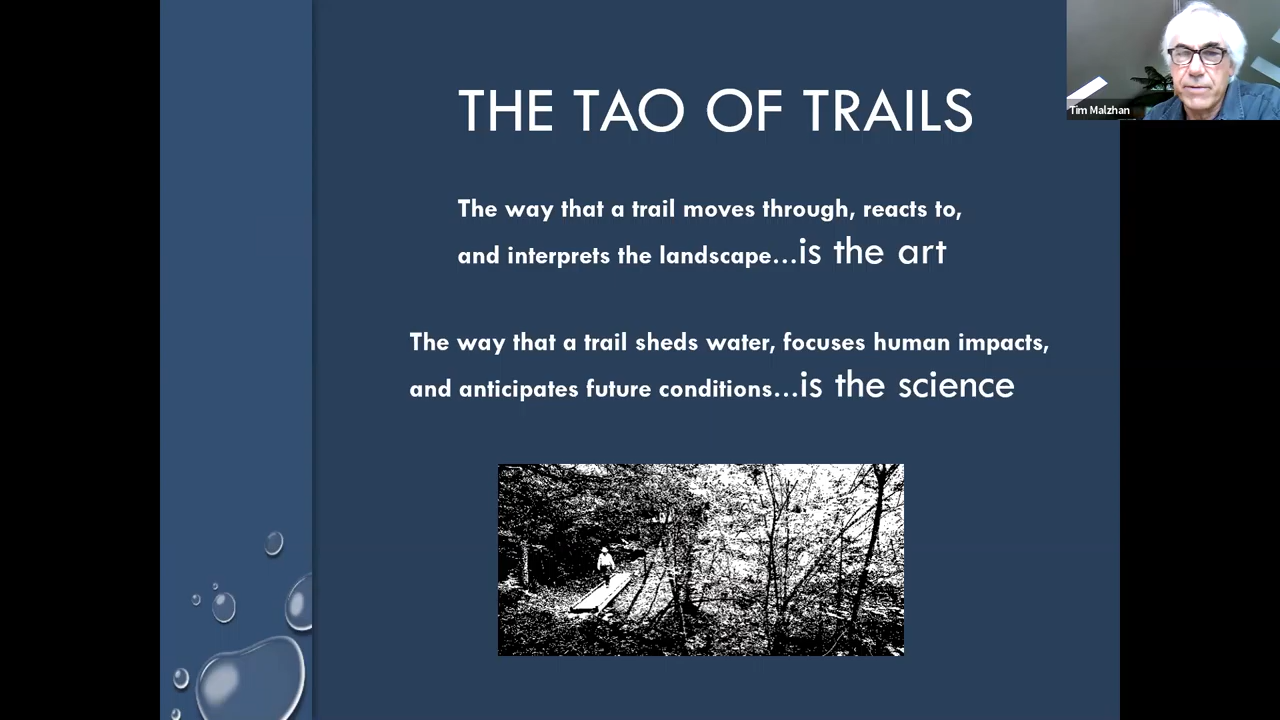 Tim Malzhan
THE TAO OF TRAILS
The way that a trail moves through, reacts to,
and interprets the landscape...is the art
The way that a trail sheds water, focuses human impacts,
and anticipates future conditions...is the science